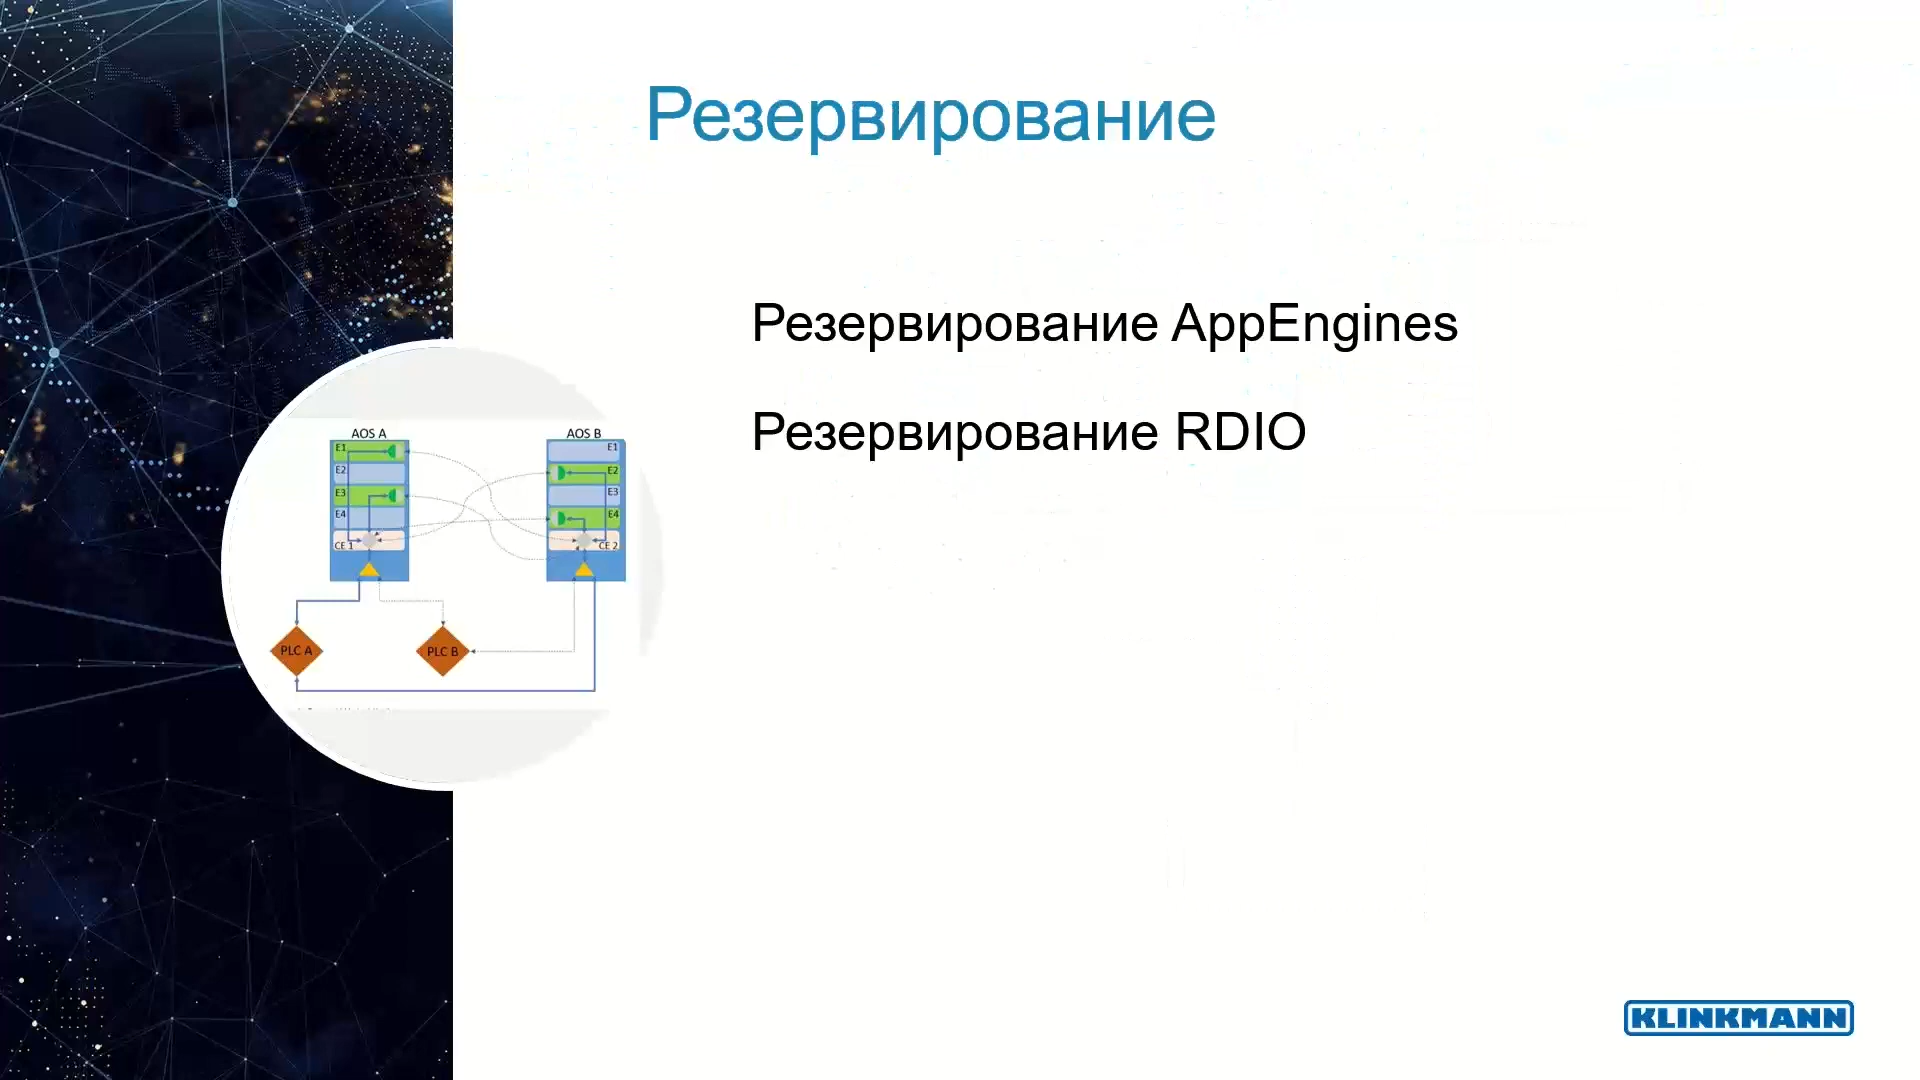 Резервирование
Резервирование AppEngines
Резервирование RDIO
AOS A
E1
E2
E3
E4
CE 1
AOS B
E1
E2
E3
E4
CE 2
PLC A
PLC B
KLINKMANN